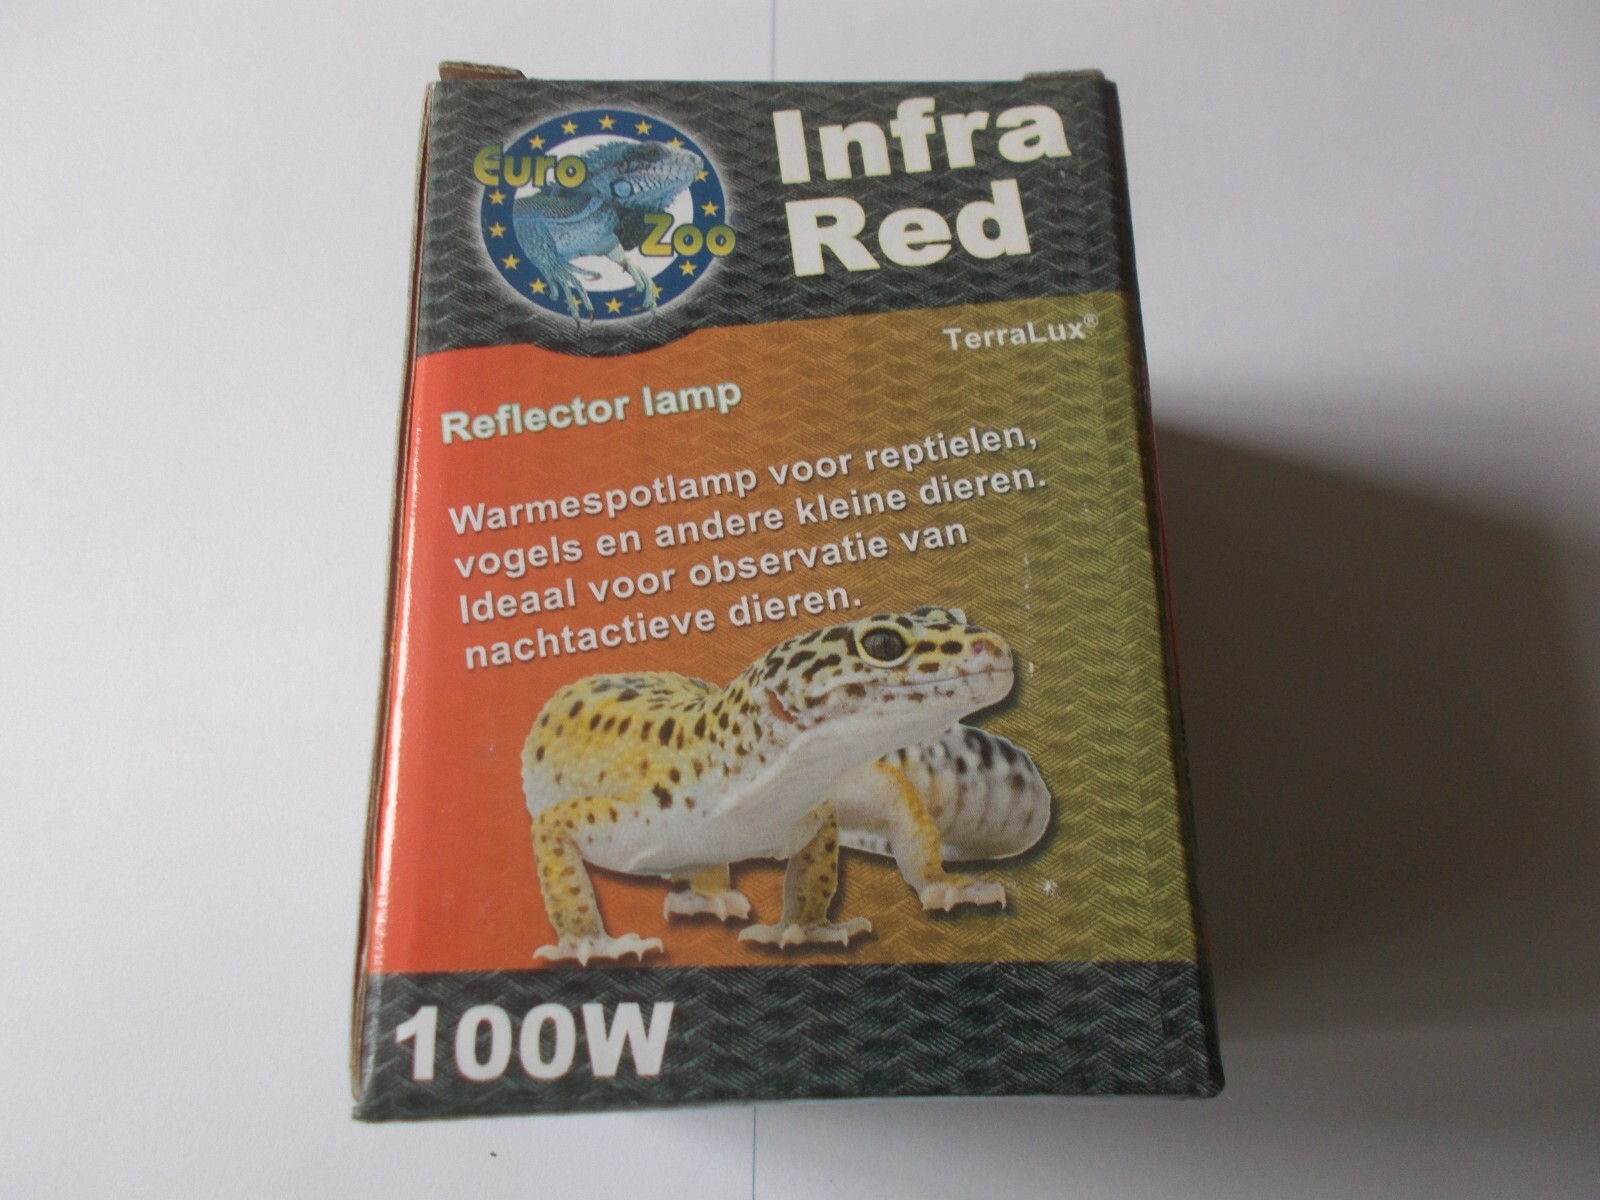 Euro
Zoo
Infra
Red
TerraLux®
Reflector lamp
Warmespotlamp voor reptielen,
vogels en andere kleine dieren.
Ideaal voor observatie van
nachtactieve dieren.
100W